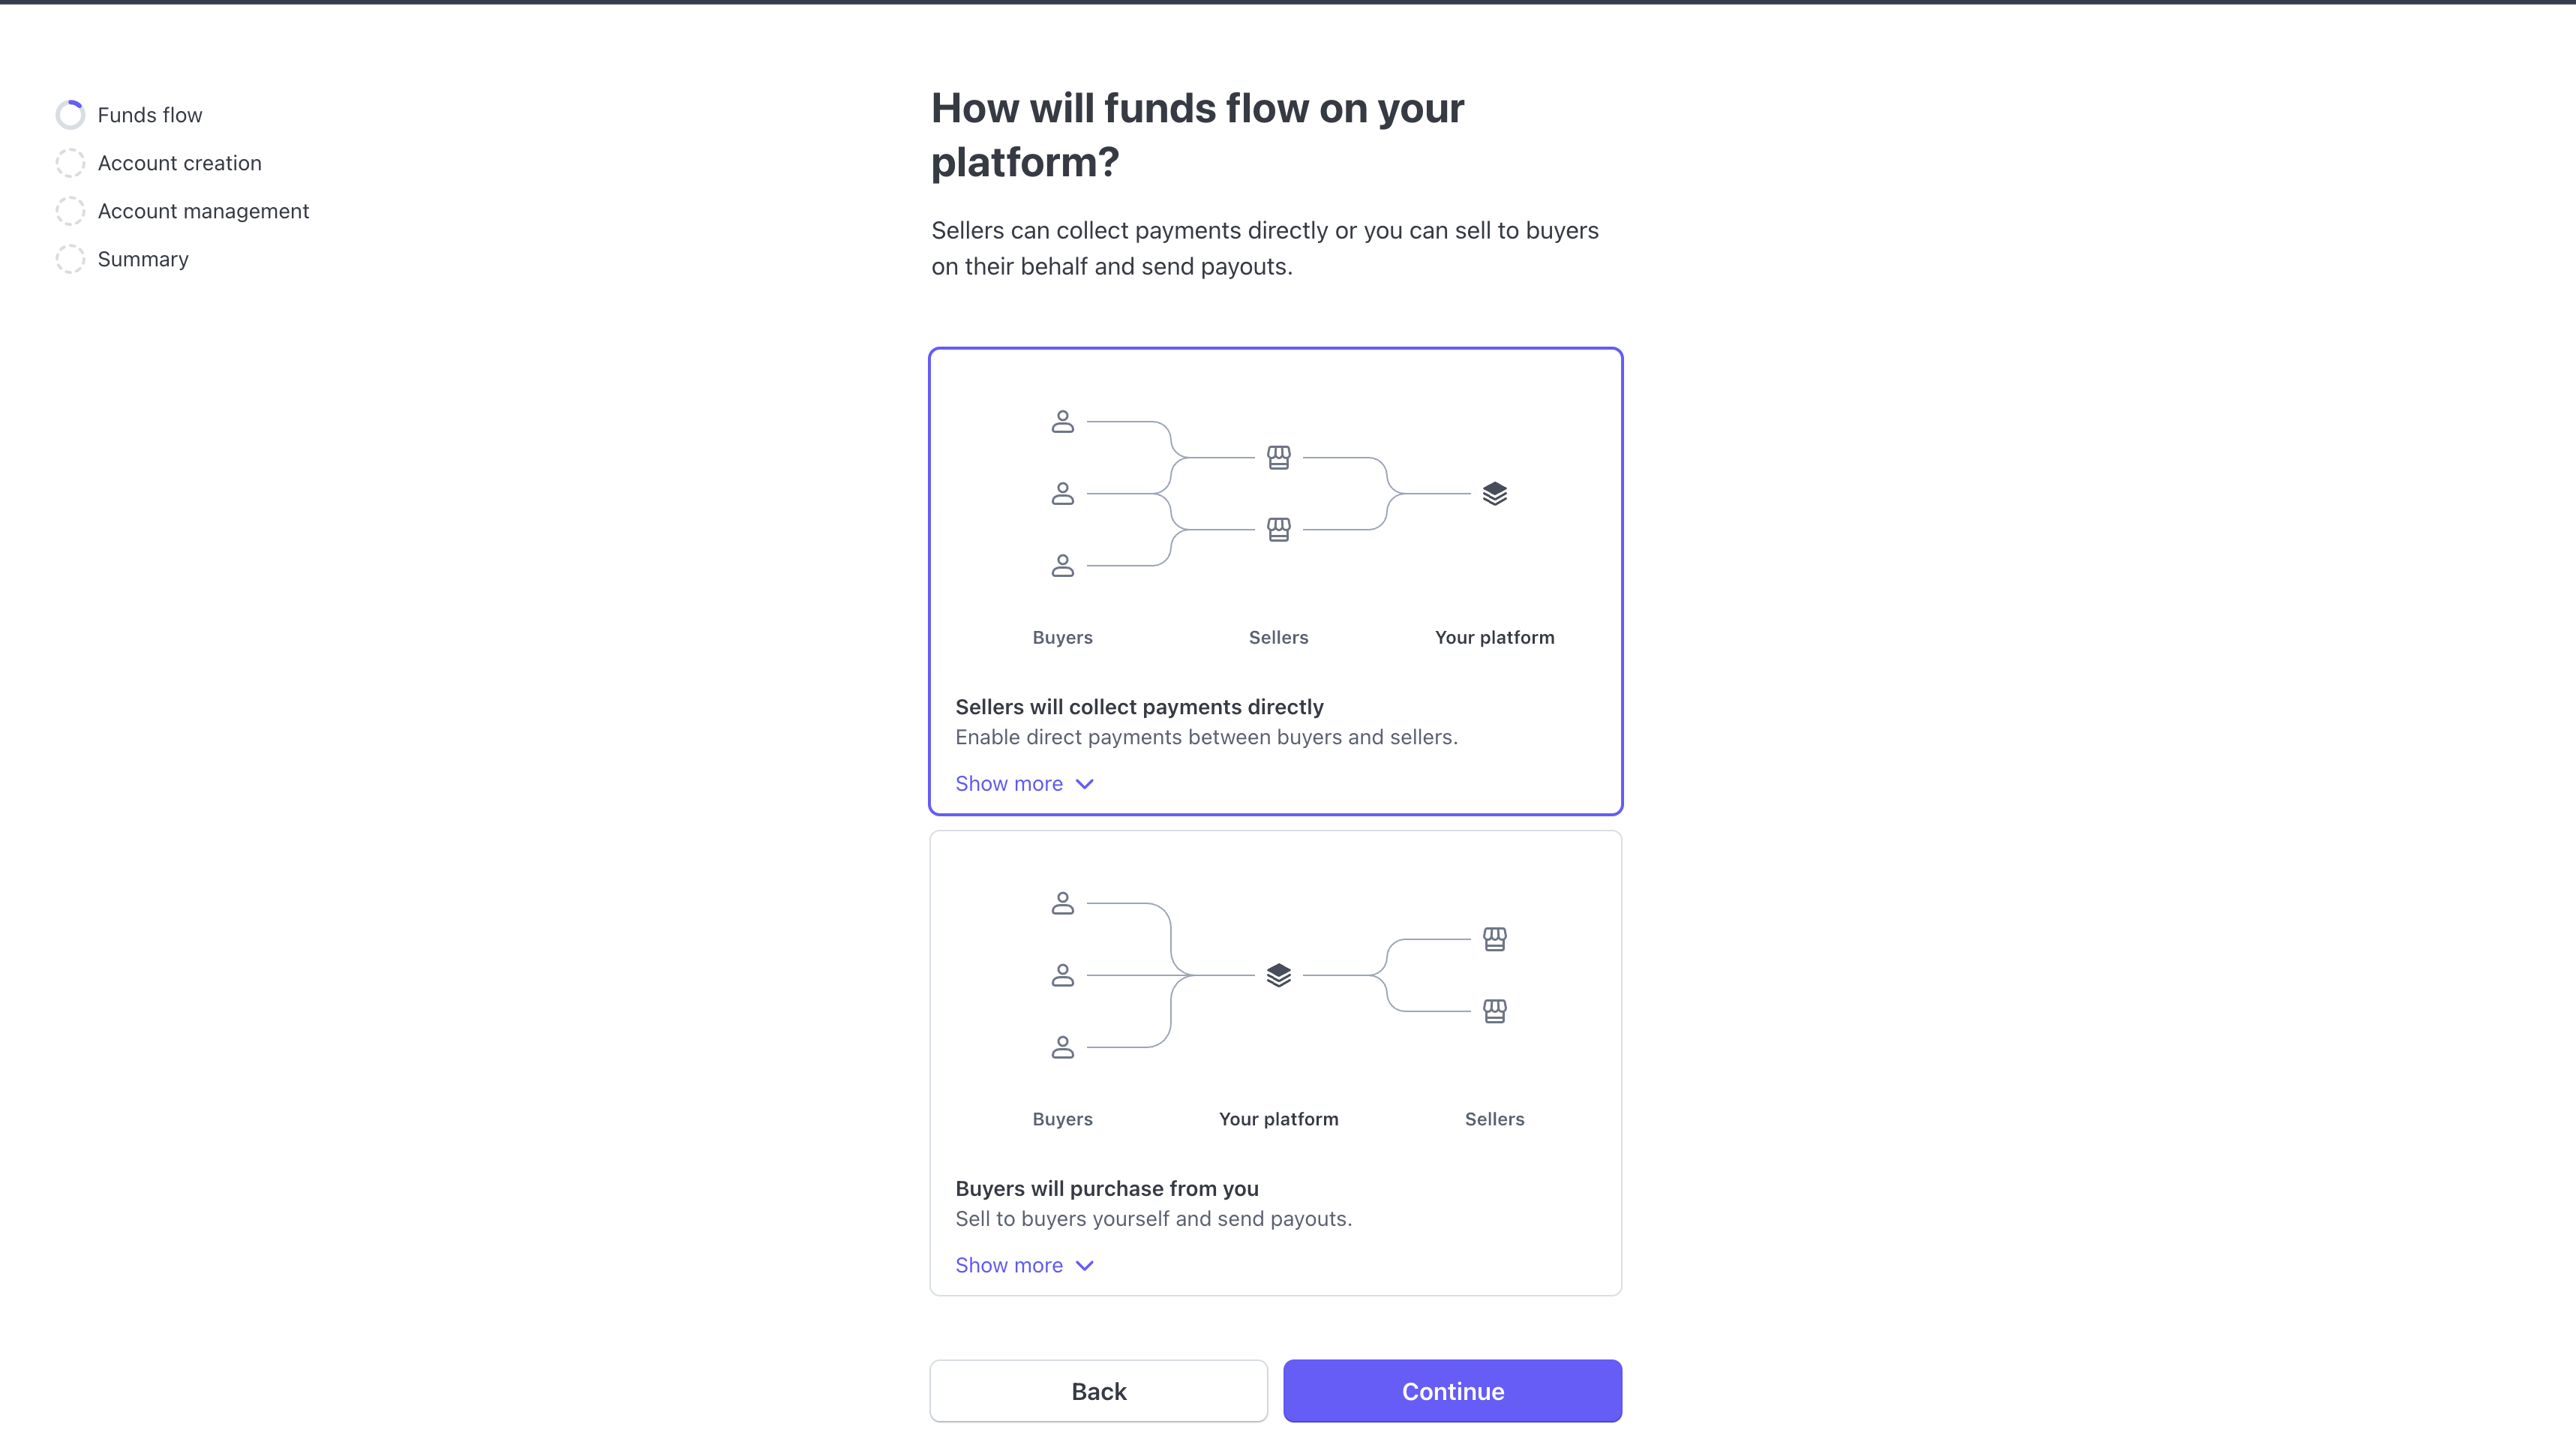 Funds flow
Account creation
Account management
Summary
How will funds flow on your
platform?
Sellers can collect payments directly or you can sell to buyers
on their behalf and send payouts.
Buyers
Sellers
Your platform
Sellers will collect payments directly
Enable direct payments between buyers and sellers.
Show more
Buyers
Your platform
Sellers
Buyers will purchase from you
Sell to buyers yourself and send payouts.
Show more
Back
Continue